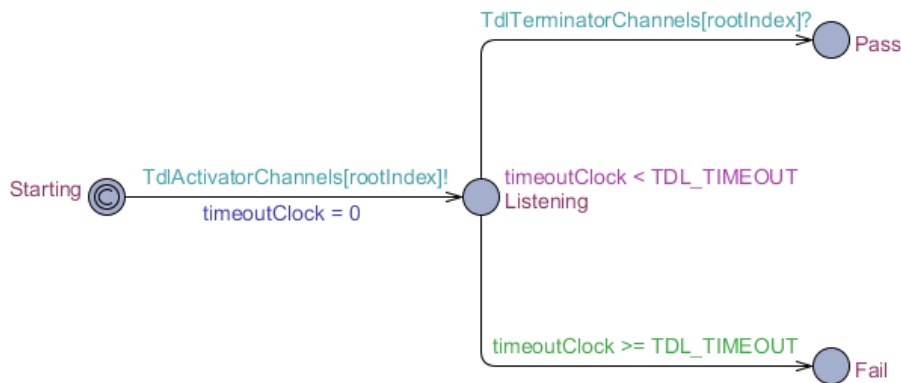 TdlTerminatorChannels[rootIndex]?
Pass
TdlActivatorChannels[rootIndex]!
Starting
C
timeoutClock = 0
timeoutClock < TDL_TIMEOUT
Listening
timeoutClock >= TDL_TIMEOUT
Fail